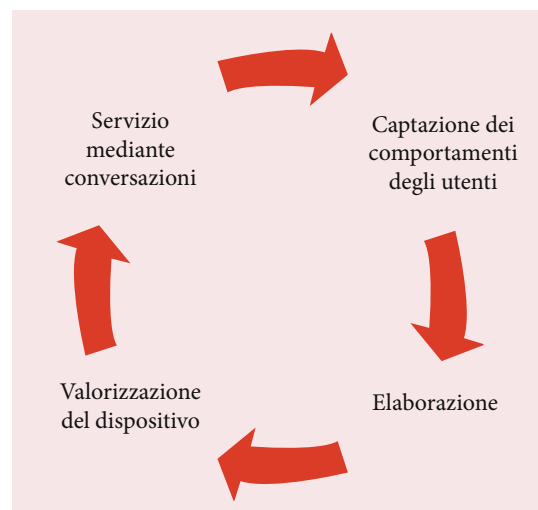 Servizio
mediante
conversazioni
Captazione dei
comportamenti
degli utenti
Elaborazione
Valorizzazione
del dispositivo